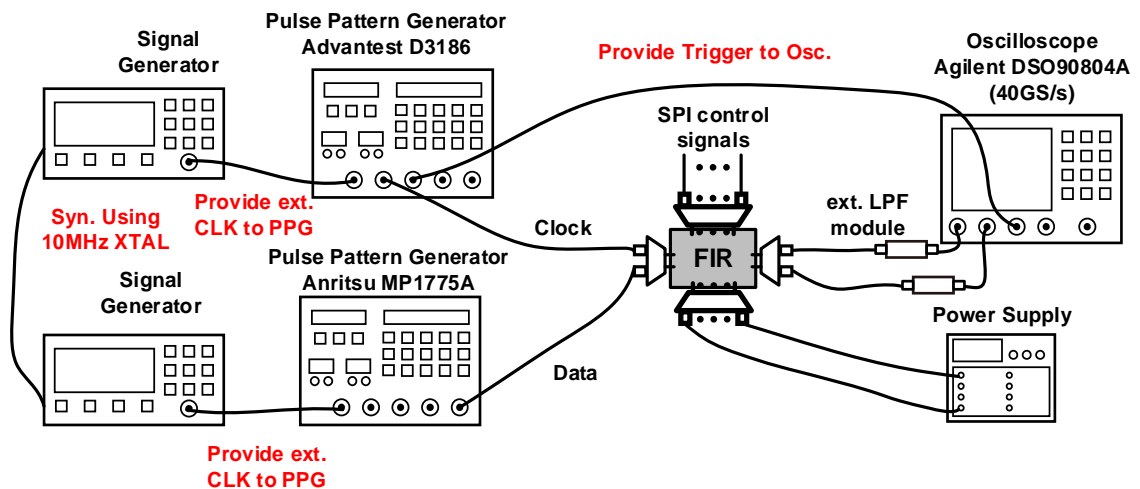 Pulse Pattern Generator
Advantest D3186
Signal
Generator
Provide Trigger to Osc.
Oscilloscope
Agilent DSO90804A
(40GS/s)
SPI control
signals
Syn. Using
10MHz XTAL
Provide ext.
CLK to PPG
Clock
ext. LPF
module
FIR
Pulse Pattern Generator
Anritsu MP1775A
Signal
Generator
Power Supply
Data
Provide ext.
CLK to PPG